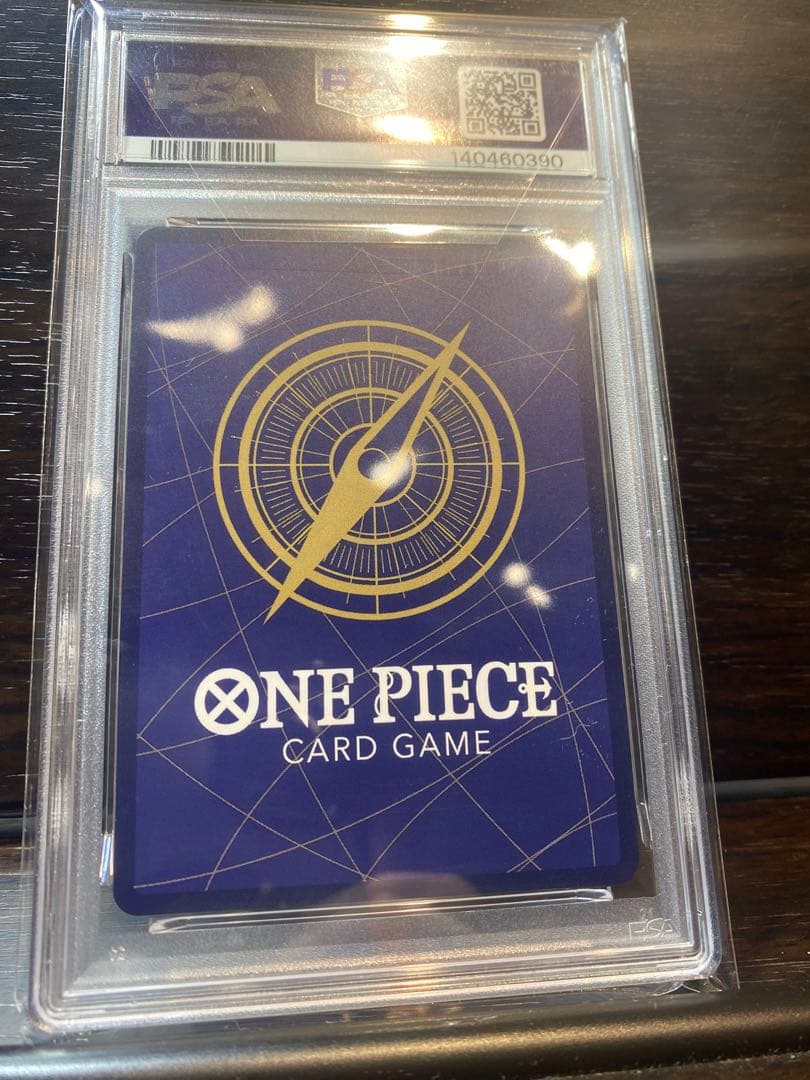 PSA
PSA
140460390
ONE PIECE
CARD GAME
PSA